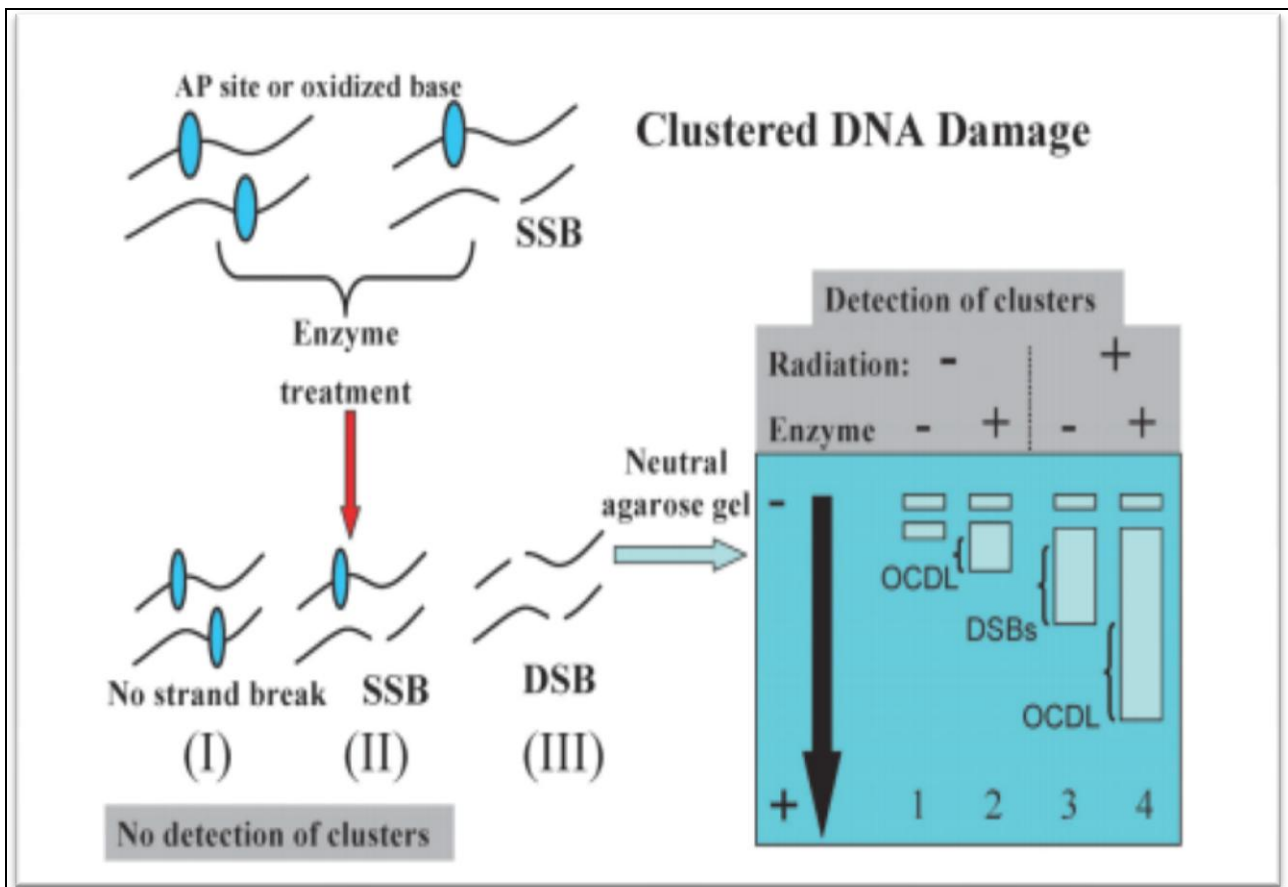 AP site or oxidized base
Clustered DNA Damage
SSB
Enzyme
treatment
No strand break
SSB
DSB
(I)
(II)
(III)
No detection of clusters
Neutral
agarose gel
Detection of clusters
Radiation: - +
Enzyme - + - +
-
OCDL
DSBs
OCDL
+ 1 2 3 4